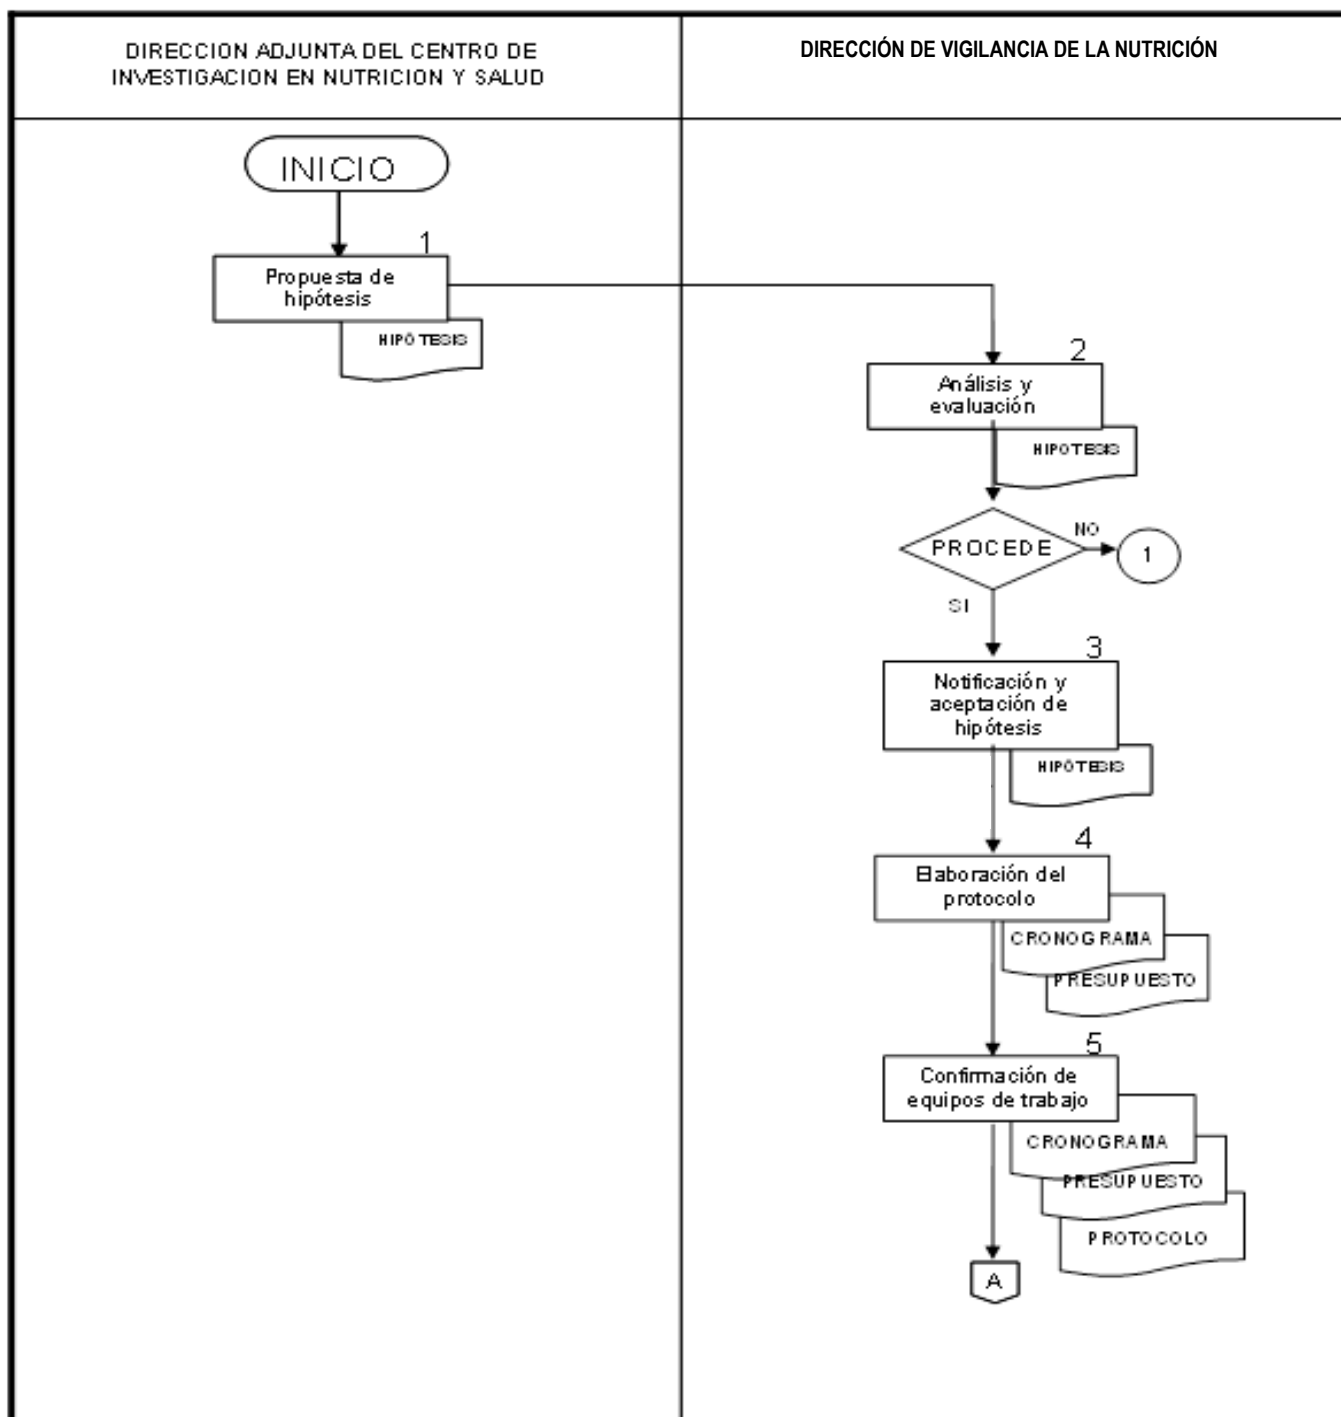 DIRECCION ADJUNTA DEL CENTRO DE
INVESTIGACION EN NUTRICION Y SALUD
DIRECCIÓN DE VIGILANCIA DE LA NUTRICIÓN
INICIO
1
Propuesta de
hipótesis
HIPÓTESIS
2
Análisis y
evaluación
HIPÓTESIS
PROCEDE
NO
1
SI
3
Notificación y
aceptación de
hipótesis
HIPÓTESIS
4
Elaboración del
protocolo
CRONOGRAMA
PRESUPUESTO
5
Confirmación de
equipos de trabajo
CRONOGRAMA
PRESUPUESTO
PROTOCOLO
A